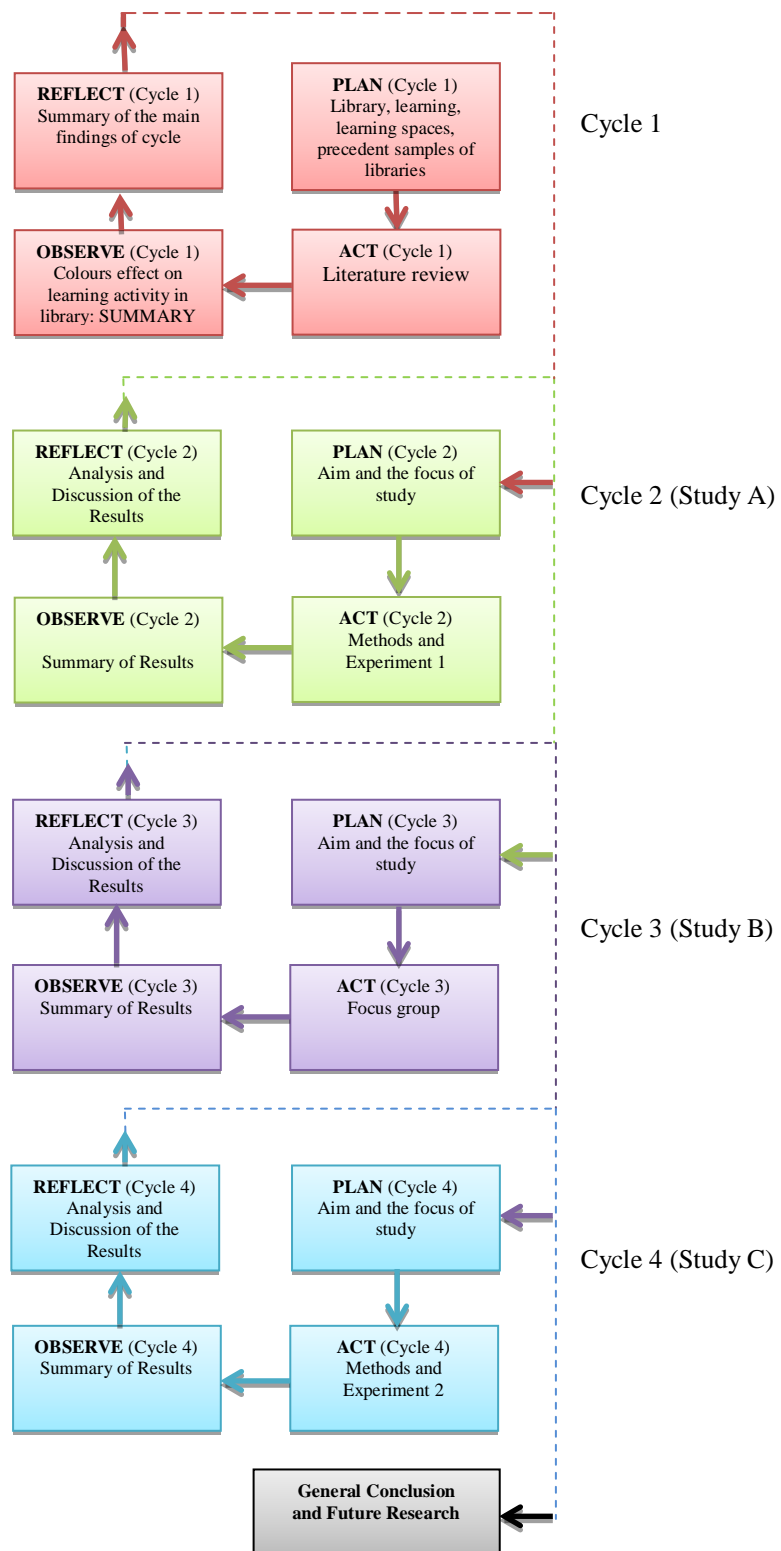 REFLECT (Cycle 1)
Summary of the main
findings of cycle
PLAN (Cycle 1)
Library, learning,
learning spaces,
precedent samples of
libraries
Cycle 1
OBSERVE (Cycle 1)
Colours effect on
learning activity in
library: SUMMARY
ACT (Cycle 1)
Literature review
REFLECT (Cycle 2)
Analysis and
Discussion of the
Results
PLAN (Cycle 2)
Aim and the focus of
study
Cycle 2 (Study A)
OBSERVE (Cycle 2)
Summary of Results
ACT (Cycle 2)
Methods and
Experiment 1
REFLECT (Cycle 3)
Analysis and
Discussion of the
Results
PLAN (Cycle 3)
Aim and the focus of
study
Cycle 3 (Study B)
OBSERVE (Cycle 3)
Summary of Results
ACT (Cycle 3)
Focus group
REFLECT (Cycle 4)
Analysis and
Discussion of the
Results
PLAN (Cycle 4)
Aim and the focus of
study
Cycle 4 (Study C)
OBSERVE (Cycle 4)
Summary of Results
ACT (Cycle 4)
Methods and
Experiment 2
General Conclusion
and Future Research